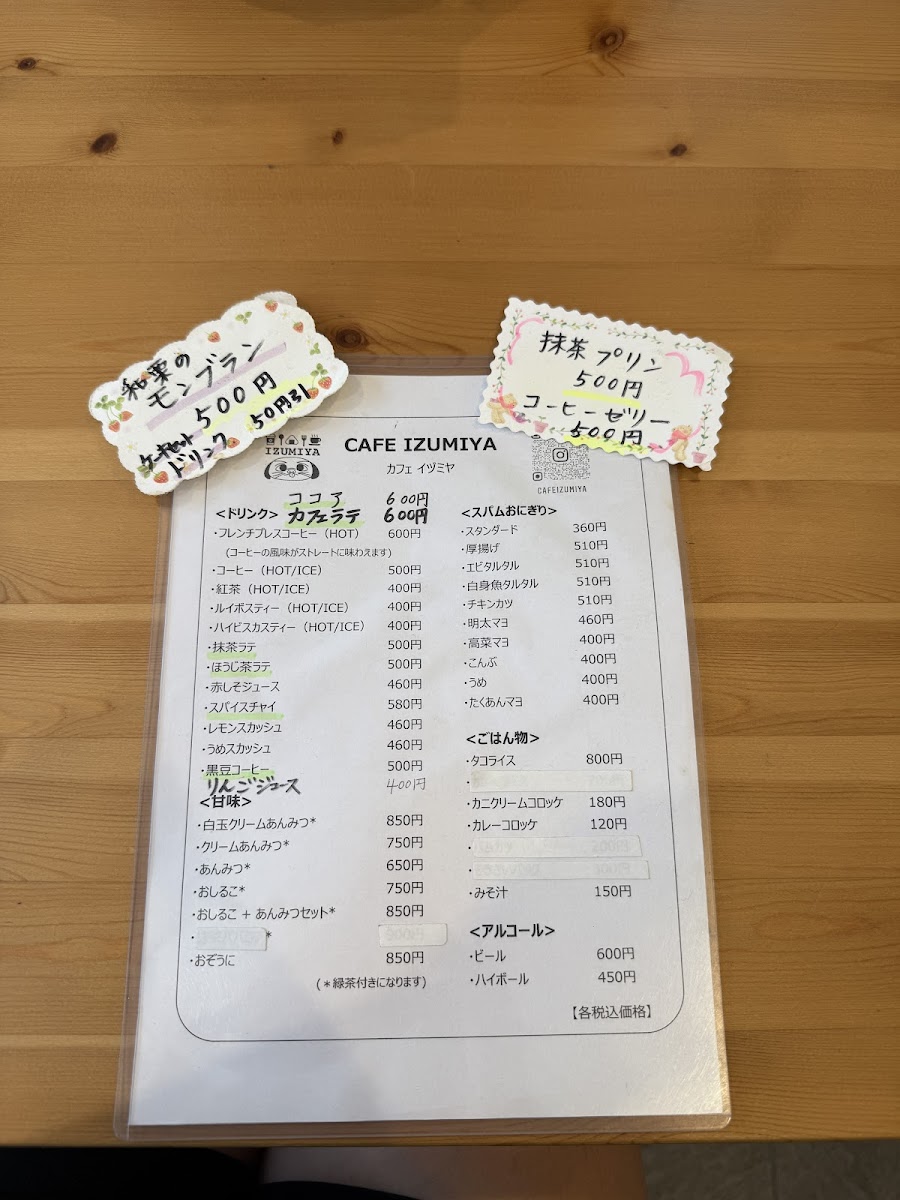 和栗の
モンブラン
500円
ケーキセット
ドリンク 50円引
抹茶プリン
500円
コーヒーゼリー
500円
IZUMIYA
CAFE IZUMIYA
カフェ イヅミヤ
CAFEIZUMIYA
ココア 600円
カフェラテ 600円
<ドリンク>
・フレンチプレスコーヒー（HOT） 600円
(コーヒーの風味がストレートに味わえます)
・コーヒー（HOT/ICE） 500円
・紅茶（HOT/ICE） 400円
・ルイボスティー（HOT/ICE） 400円
・ハイビスカスティー（HOT/ICE） 400円
・抹茶ラテ 500円
・ほうじ茶ラテ 500円
・赤しそジュース 460円
・スパイスチャイ 580円
・レモンスカッシュ 460円
・うめスカッシュ 460円
・黒豆コーヒー 500円
りんごジュース 400円
<甘味>
・白玉クリームあんみつ* 850円
・クリームあんみつ* 750円
・あんみつ* 650円
・おしるこ* 750円
・おしるこ + あんみつセット* 850円
・ *
・おぞうに 850円
(＊緑茶付きになります)
<スパムおにぎり>
・スタンダード 360円
・厚揚げ 510円
・エビタルタル 510円
・白身魚タルタル 510円
・チキンカツ 510円
・明太マヨ 460円
・高菜マヨ 400円
・こんぶ 400円
・うめ 400円
・たくあんマヨ 400円
<ごはん物>
・タコライス 800円
・カニクリームコロッケ 180円
・カレーコロッケ 120円
・みそ汁 150円
<アルコール>
・ビール 600円
・ハイボール 450円
【各税込価格】